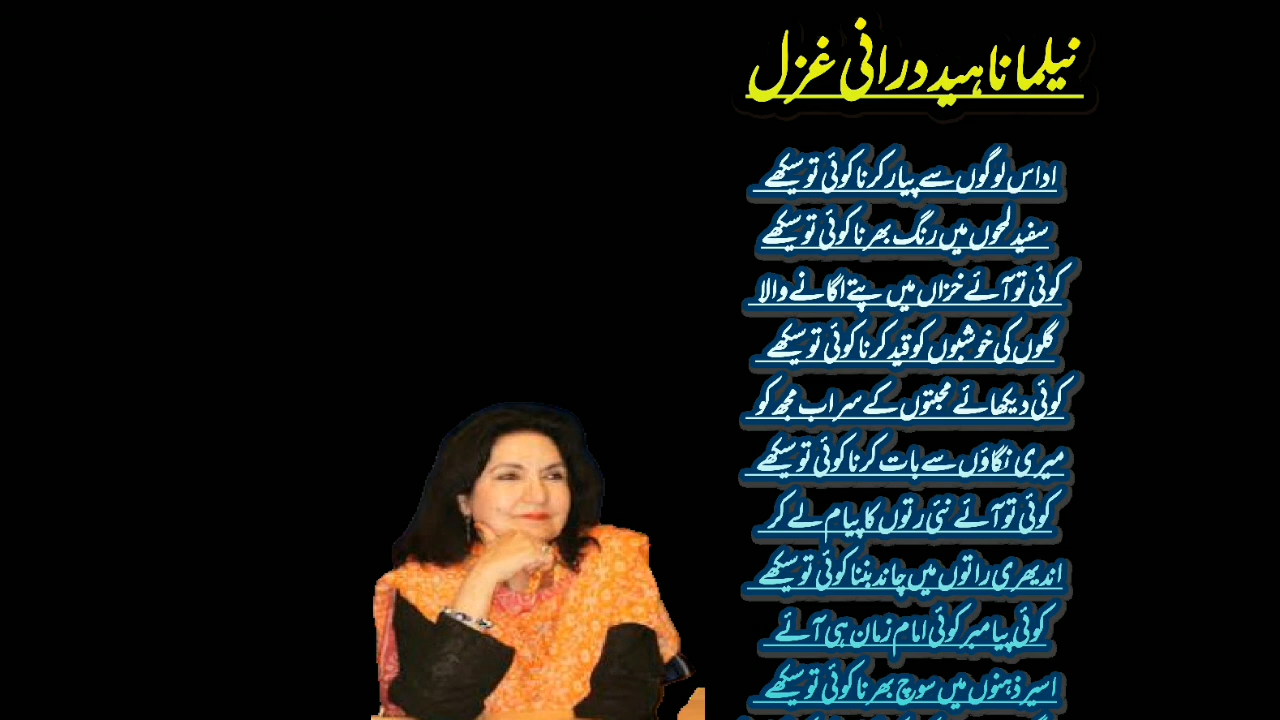 نیلما ناہید درانی غزل
اداس لوگوں سے پیار کرنا کوئی تو سیکھے
سفید لمحوں میں رنگ بھرنا کوئی تو سیکھے
کوئی تو آئے خزاں میں پتے اگانے والا
گلوں کی خوشبوں کو قید کرنا کوئی تو سیکھے
کوئی دیکھائے محبتوں کے سراب مجھ کو
میری نگاؤں سے بات کرنا کوئی تو سیکھے
کوئی تو آئے نئی رتوں کا پیام لے کر
اندیھری راتوں میں چاند بننا کوئی تو سیکھے
کوئی پیامبر کوئی امام زمان ہی آئے
اسیر ذہنوں میں سوچ بھرنا کوئی تو سیکھے